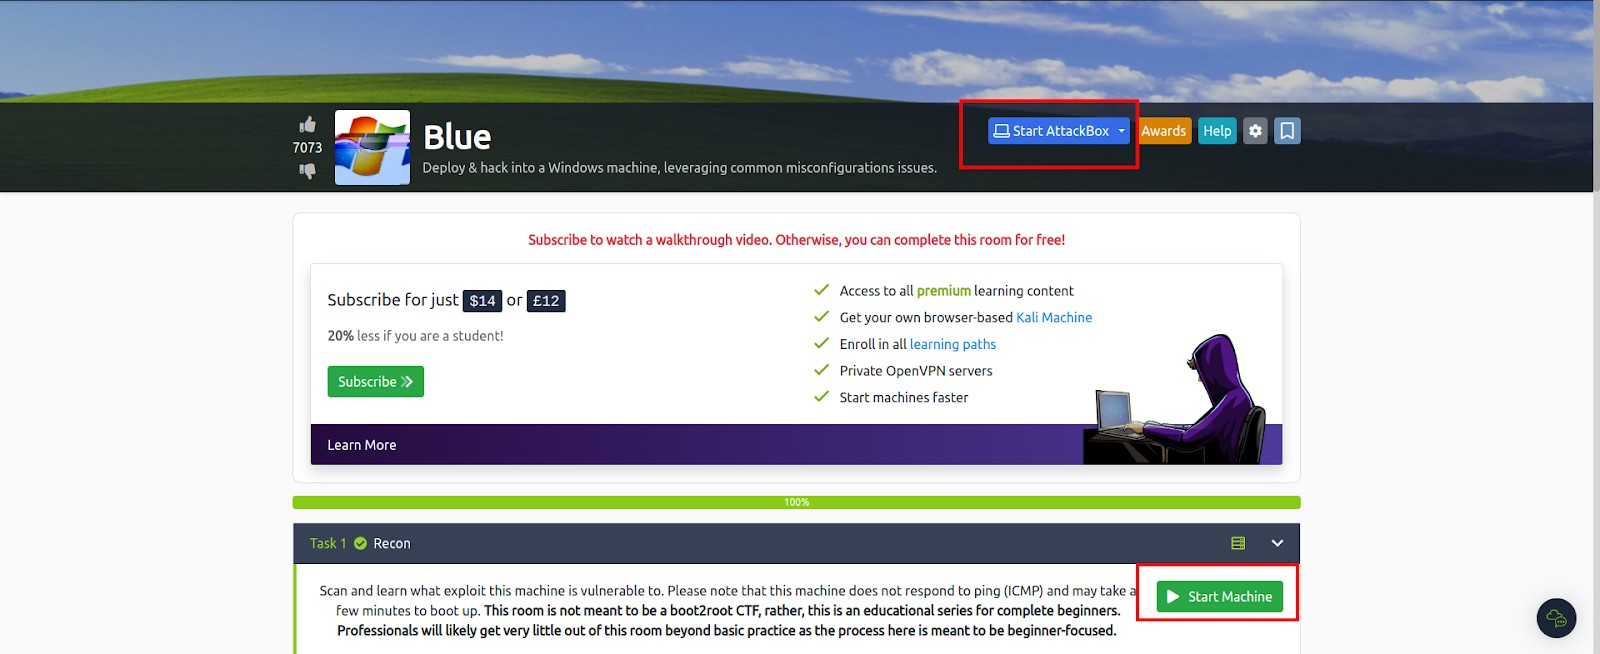 7073
Blue
Deploy & hack into a Windows machine, leveraging common misconfigurations issues.
Start AttackBox
Awards
Help
Subscribe to watch a walkthrough video. Otherwise, you can complete this room for free!
Subscribe for just $14 or £12
20% less if you are a student!
Subscribe
Access to all premium learning content
Get your own browser-based Kali Machine
Enroll in all learning paths
Private OpenVPN servers
Start machines faster
Learn More
100%
Task 1 Recon
Scan and learn what exploit this machine is vulnerable to. Please note that this machine does not respond to ping (ICMP) and may take a
few minutes to boot up. This room is not meant to be a boot2root CTF, rather, this is an educational series for complete beginners.
Professionals will likely get very little out of this room beyond basic practice as the process here is meant to be beginner-focused.
Start Machine